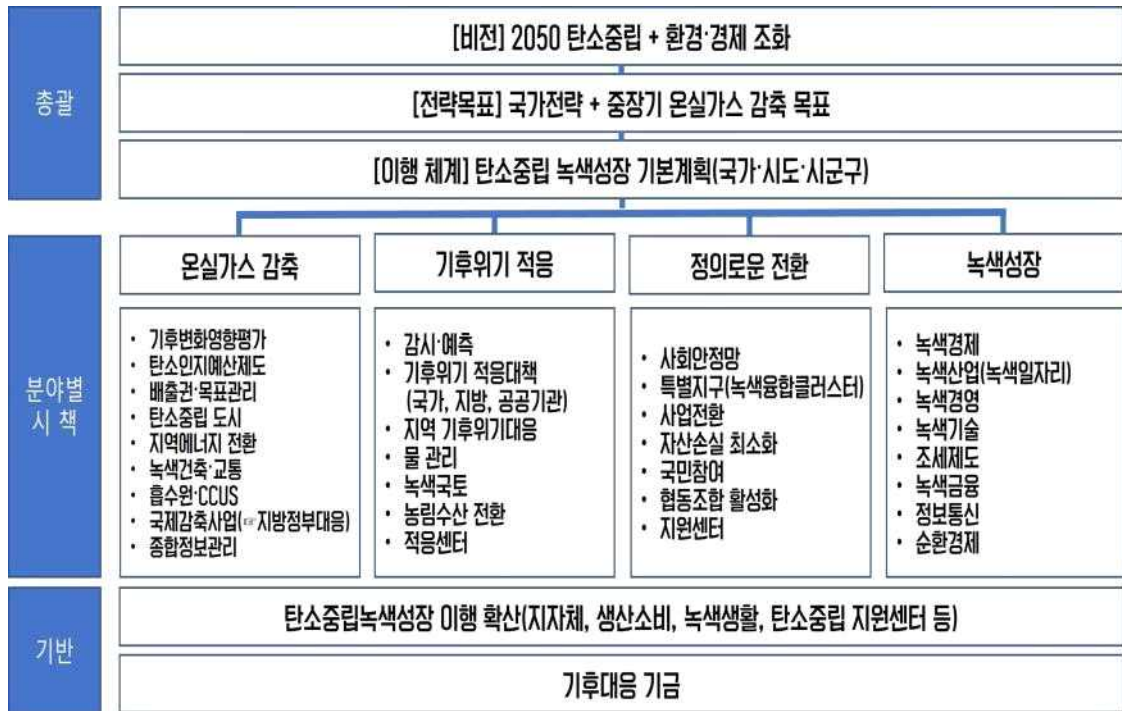 총괄
[비전] 2050 탄소중립 + 환경·경제 조화
[전략목표] 국가전략 + 중장기 온실가스 감축 목표
[이행 체계] 탄소중립 녹색성장 기본계획(국가·시도·시군구)
분야별
시 책
온실가스 감축
• 기후변화영향평가
• 탄소인지예산제도
• 배출권·목표관리
• 탄소중립 도시
• 지역에너지 전환
• 녹색건축·교통
• 흡수원·CCUS
• 국제감축사업(☞지방정부대응)
• 종합정보관리
기후위기 적응
• 감시·예측
• 기후위기 적응대책
(국가, 지방, 공공기관)
• 지역 기후위기대응
• 물 관리
• 녹색국토
• 농림수산 전환
• 적응센터
정의로운 전환
• 사회안정망
• 특별지구(녹색융합클러스터)
• 사업전환
• 자산손실 최소화
• 국민참여
• 협동조합 활성화
• 지원센터
녹색성장
• 녹색경제
• 녹색산업(녹색일자리)
• 녹색경영
• 녹색기술
• 조세제도
• 녹색금융
• 정보통신
• 순환경제
기반
탄소중립녹색성장 이행 확산(지자체, 생산소비, 녹색생활, 탄소중립 지원센터 등)
기후대응 기금